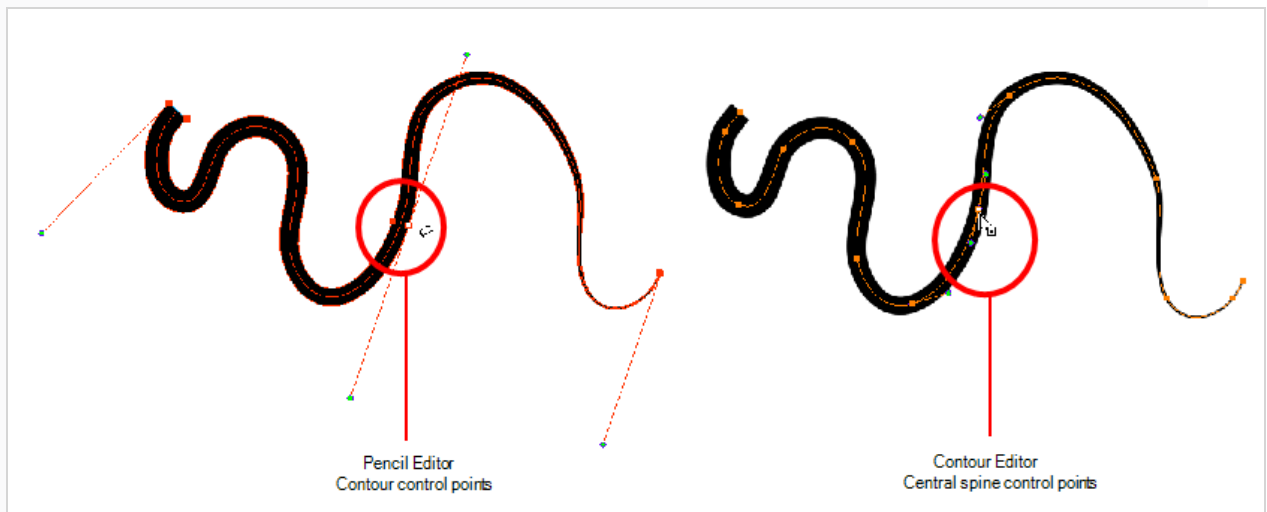 Pencil Editor
Contour control points
Contour Editor
Central spine control points